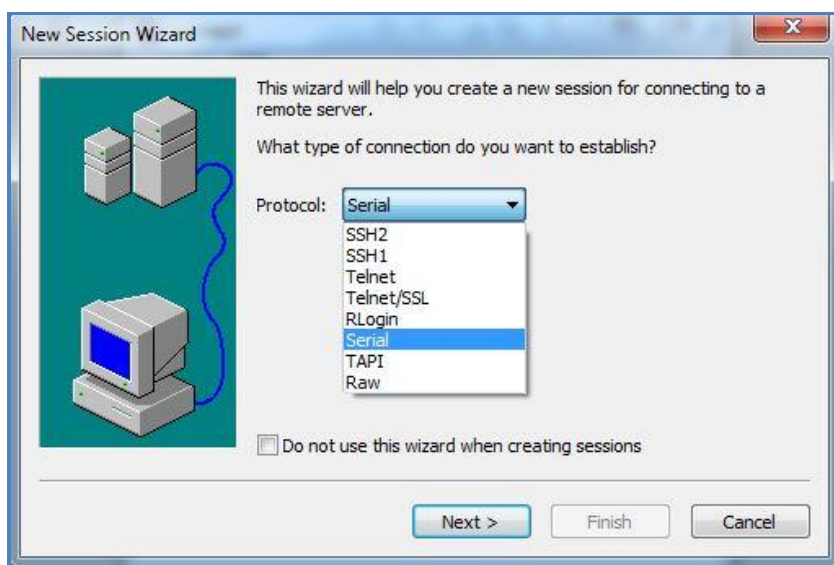 New Session Wizard
This wizard will help you create a new session for connecting to a
remote server.
What type of connection do you want to establish?
Protocol: Serial
SSH2
SSH1
Telnet
Telnet/SSL
RLogin
Serial
TAPI
Raw
Do not use this wizard when creating sessions
Next > Finish Cancel